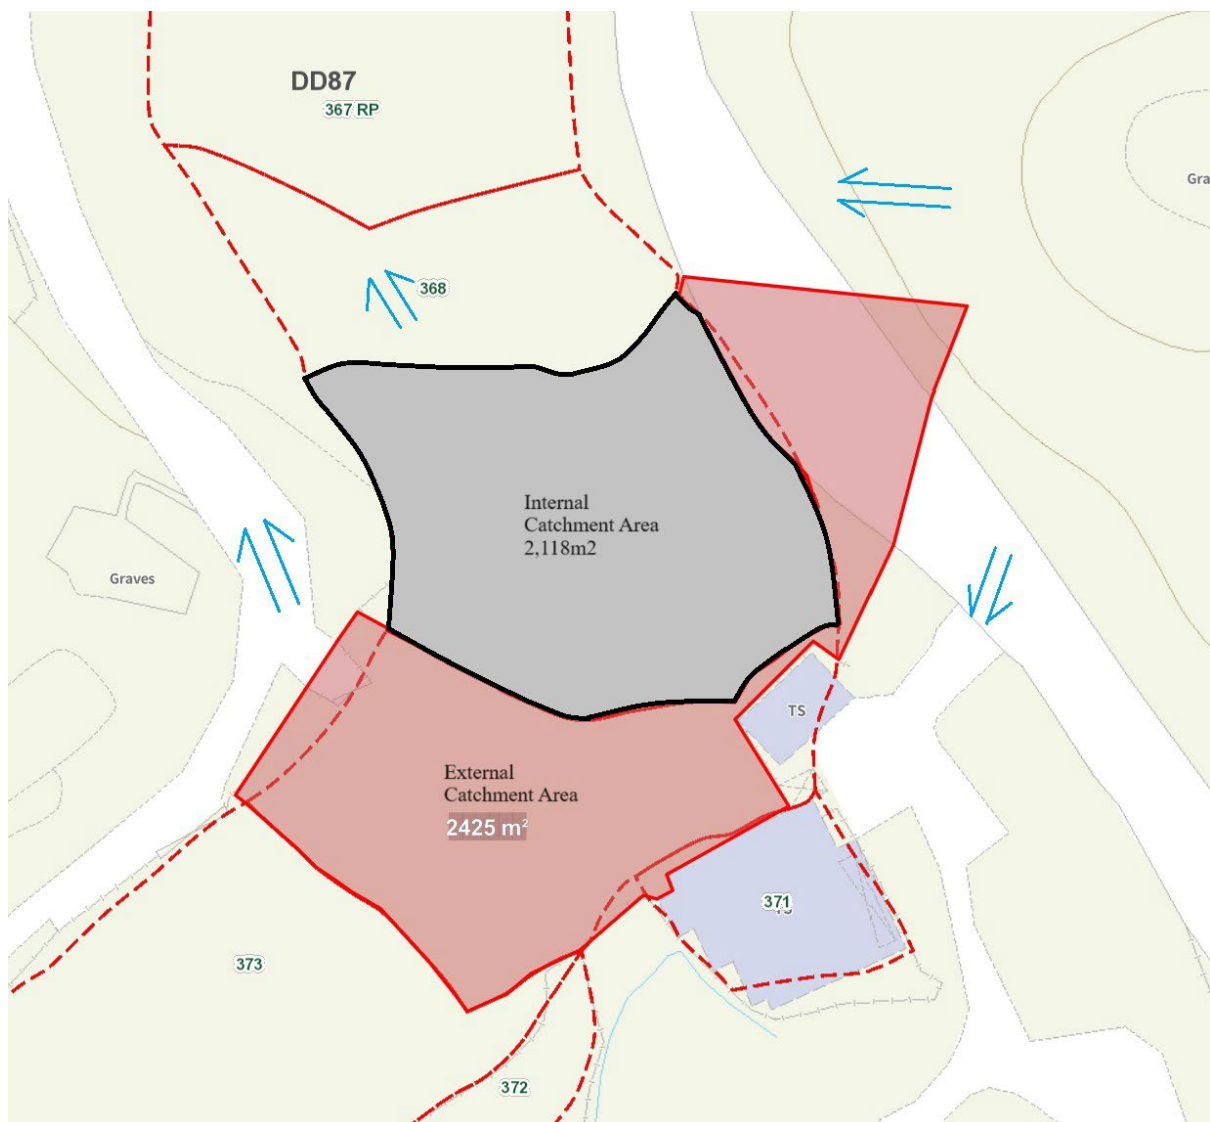 DD87
367 RP
Gra
368
Internal
Catchment Area
2,118m2
Graves
TS
External
Catchment Area
2425 m²
371
373
372